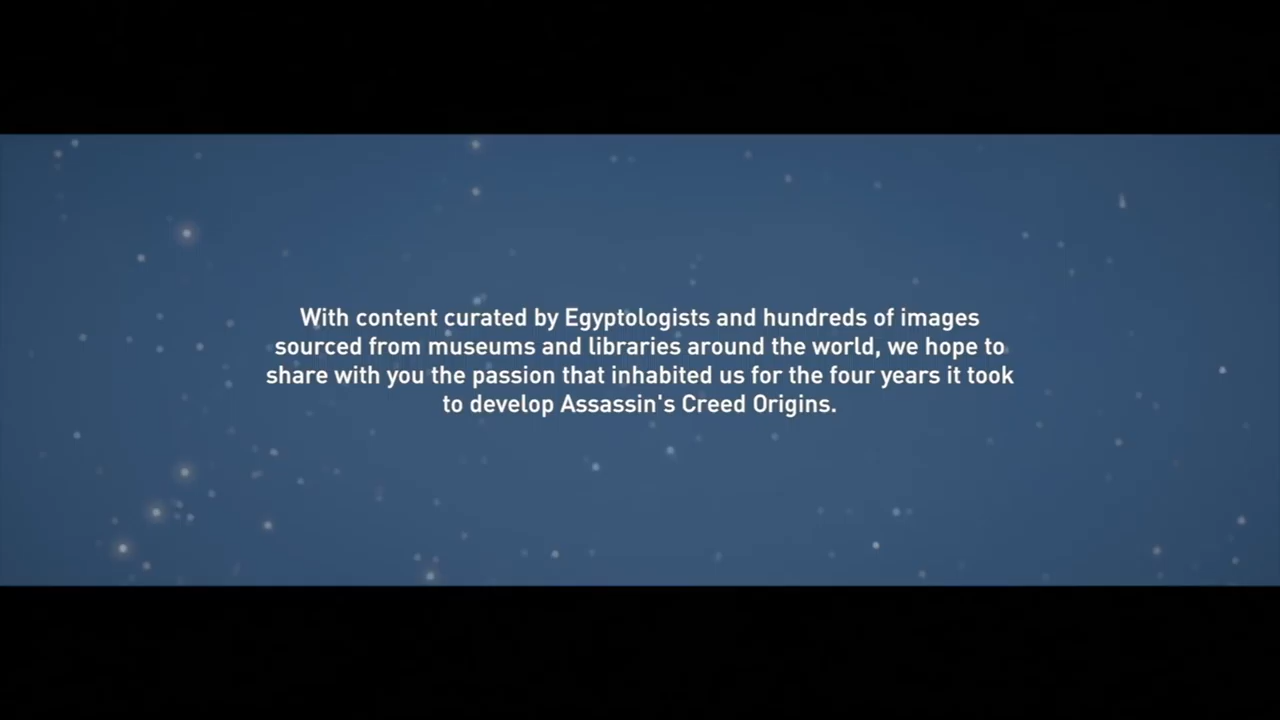 With content curated by Egyptologists and hundreds of images
sourced from museums and libraries around the world, we hope to
share with you the passion that inhabited us for the four years it took
to develop Assassin's Creed Origins.